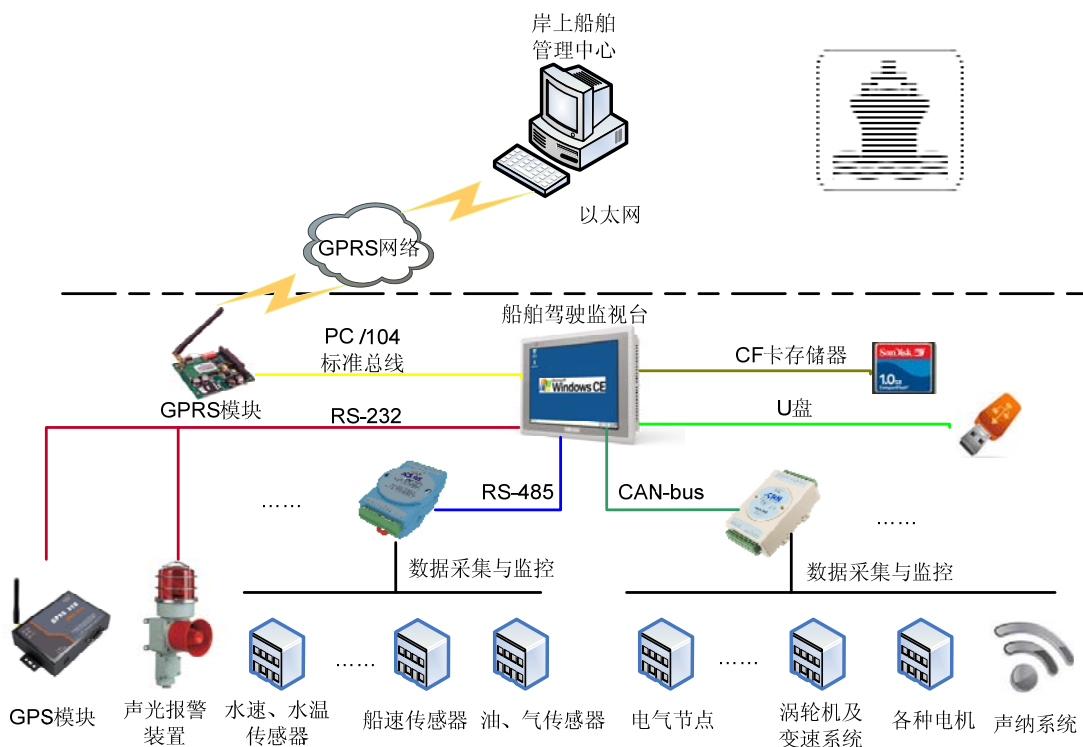 岸上船舶
管理中心
以太网
GPRS网络
船舶驾驶监视台
PC/104
标准总线
CF卡存储器
SanDisk
1.0GB
CompactFlash
Microsoft
Windows CE
GPRS模块
RS-232
U盘
RS-485
CAN-bus
……
……
数据采集与监控
数据采集与监控
……
……
GPS模块
声光报警
装置
水速、水温
传感器
船速传感器
油、气传感器
电气节点
涡轮机及
变速系统
各种电机
声纳系统